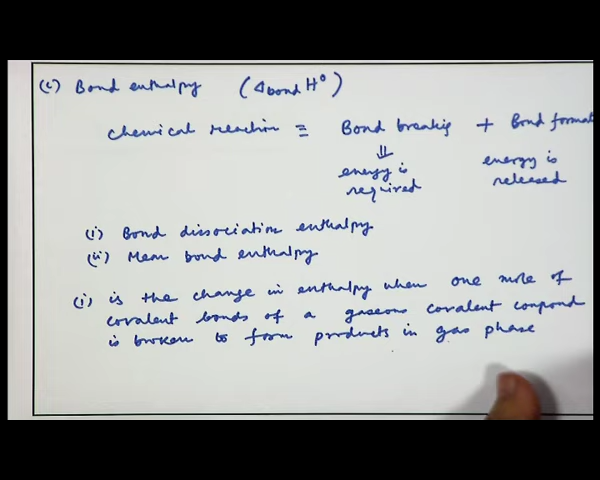 (c) Bond enthalpy (ΔbondH°)
chemical reaction ≡ Bond breaking + Bond format
⇓
energy is required
energy is released
(i) Bond dissociation enthalpy
(ii) Mean bond enthalpy
(i) is the change in enthalpy when one mole of
covalent bonds of a gaseous covalent compound
is broken to form products in gas phase